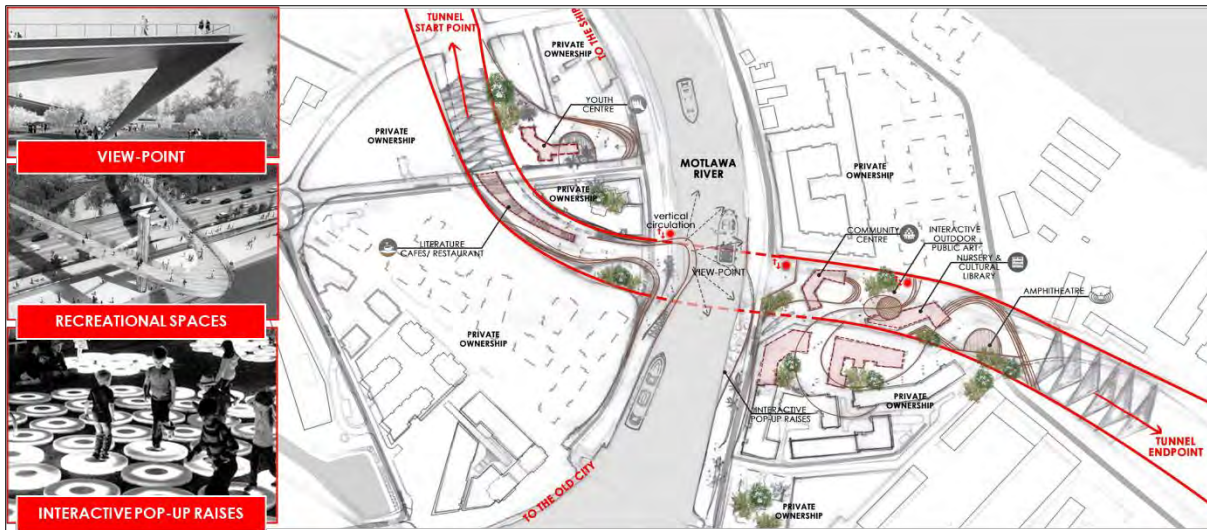 VIEW-POINT
RECREATIONAL SPACES
INTERACTIVE POP-UP RAISES
TUNNEL
START POINT
TO THE SHIP
PRIVATE
OWNERSHIP
YOUTH
CENTRE
PRIVATE
OWNERSHIP
MOTLAWA
RIVER
PRIVATE
OWNERSHIP
PRIVATE
OWNERSHIP
vertical
circulation
LITERATURE
CAFES/ RESTAURANT
VIEW-POINT
COMMUNITY
CENTRE
INTERACTIVE
OUTDOOR
PUBLIC ART
NURSERY &
CULTURAL
LIBRARY
AMPHITHEATRE
PRIVATE
OWNERSHIP
PRIVATE
OWNERSHIP
INTERACTIVE
POP-UP RAISES
TUNNEL
ENDPOINT
TO THE OLD CITY
PRIVATE
OWNERSHIP